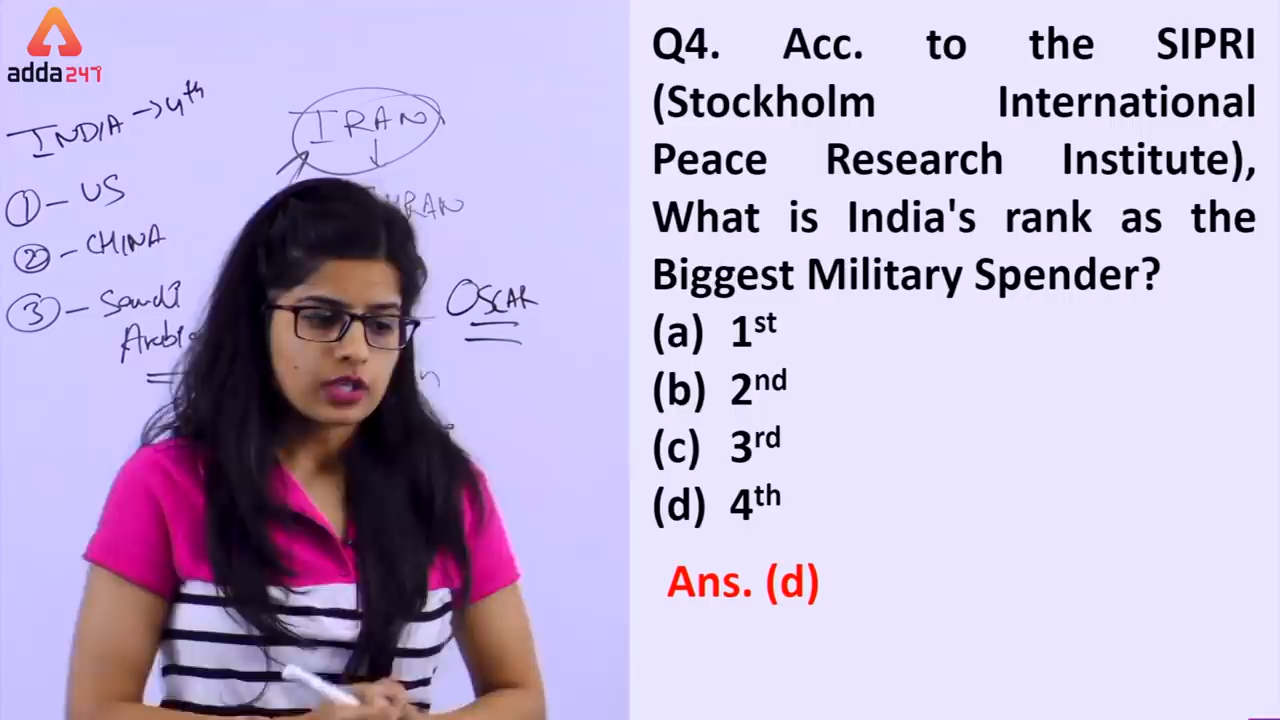 adda247
INDIA → 4th
① - US
② - CHINA
③ - Saudi
Arabia
IRAN
OSCAR
Q4. Acc. to the SIPRI
(Stockholm International
Peace Research Institute),
What is India's rank as the
Biggest Military Spender?
(a) 1st
(b) 2nd
(c) 3rd
(d) 4th
Ans. (d)